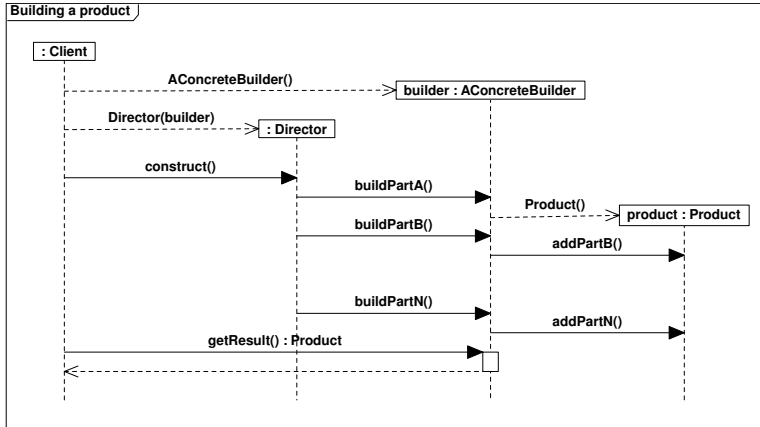 Building a product
: Client
AConcreteBuilder()
builder : AConcreteBuilder
Director(builder)
: Director
construct()
buildPartA()
Product()
product : Product
buildPartB()
addPartB()
buildPartN()
addPartN()
getResult() : Product